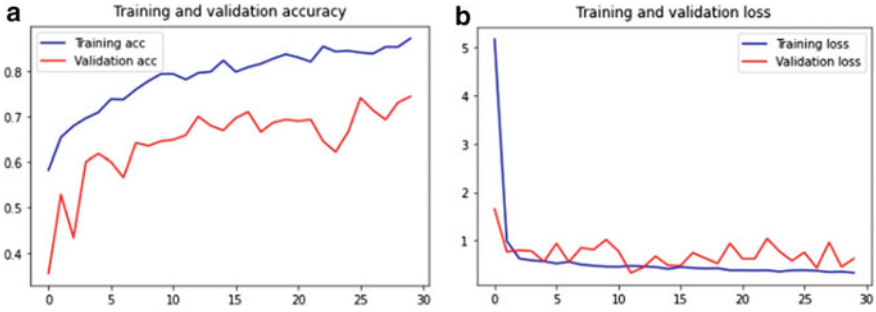 a
Training and validation accuracy
Training acc
Validation acc
0.8
0.7
0.6
0.5
0.4
0 5 10 15 20 25 30
b
Training and validation loss
Training loss
Validation loss
5
4
3
2
1
0 5 10 15 20 25 30